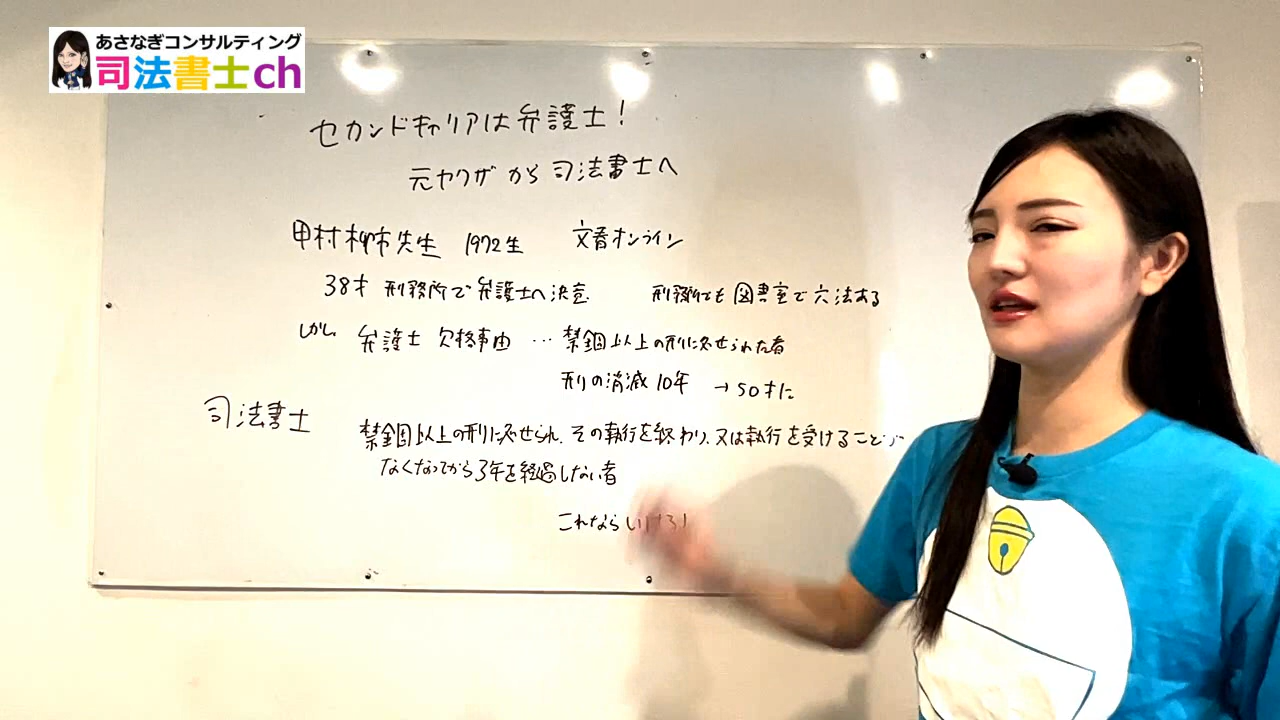 あさなぎコンサルティング
司法書士ch
セカンドキャリアは弁護士!
元ヤクザから司法書士へ
甲村柳市先生 1972生 文春オンライン
38才 刑務所で弁護士へ決意 刑務所でも図書室で六法ある
しかし 弁護士 欠格事由 … 禁錮以上の刑に処せられた者
刑の消滅10年 → 50才に
司法書士 禁錮以上の刑に処せられ、その執行を終わり、又は執行を受けることが
なくなってから3年を経過しない者
これならいける!